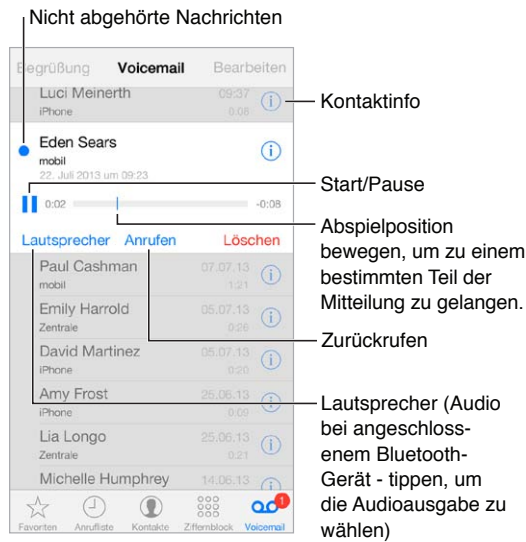 Nicht abgehörte Nachrichten
Begrüßung Voicemail Bearbeiten
Luci Meinerth 09:37
iPhone 0:08
Kontaktinfo
Eden Sears
mobil
22. Juli 2013 um 09:23
Start/Pause
0:02 -0:08
Abspielposition
bewegen, um zu einem
bestimmten Teil der
Mitteilung zu gelangen.
Lautsprecher Anrufen Löschen
Paul Cashman 07.07.13
mobil 1:21
Emily Harrold 05.07.13
Zentrale 0:26
Zurückrufen
David Martinez 05.07.13
iPhone 0:20
Amy Frost 25.06.13
iPhone 0:09
Lautsprecher (Audio
bei angeschloss-
enem Bluetooth-
Gerät - tippen, um
die Audioausgabe zu
wählen)
Lia Longo 25.06.13
Zentrale 0:21
Michelle Humphrey 14.06.13
1
Favoriten Anrufliste Kontakte Ziffernblock Voicemail